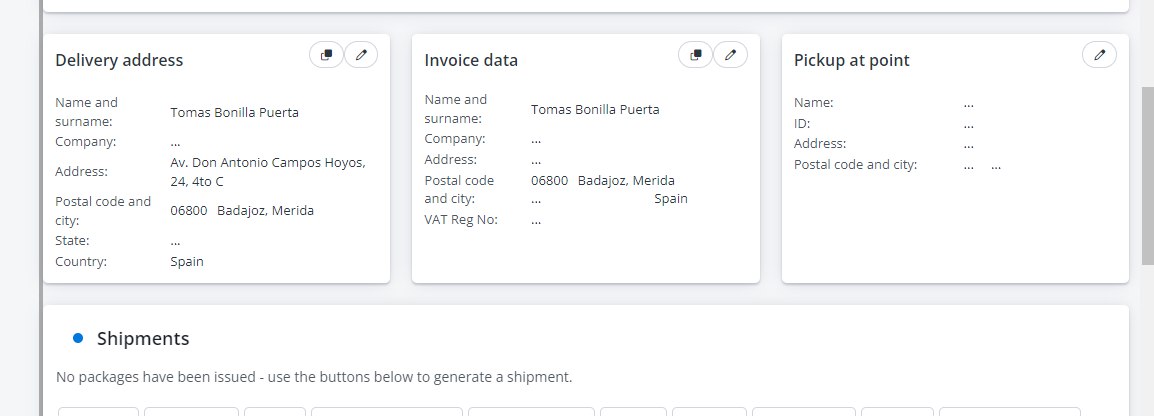 Delivery address
Name and
surname:
Tomas Bonilla Puerta
Company:
...
Address:
Av. Don Antonio Campos Hoyos,
24, 4to C
Postal code and
city:
06800 Badajoz, Merida
State:
...
Country:
Spain
Invoice data
Name and
surname:
Tomas Bonilla Puerta
Company:
...
Address:
...
Postal code
and city:
06800 Badajoz, Merida
... Spain
VAT Reg No:
...
Pickup at point
Name:
...
ID:
...
Address:
...
Postal code and city:
... ...
Shipments
No packages have been issued - use the buttons below to generate a shipment.